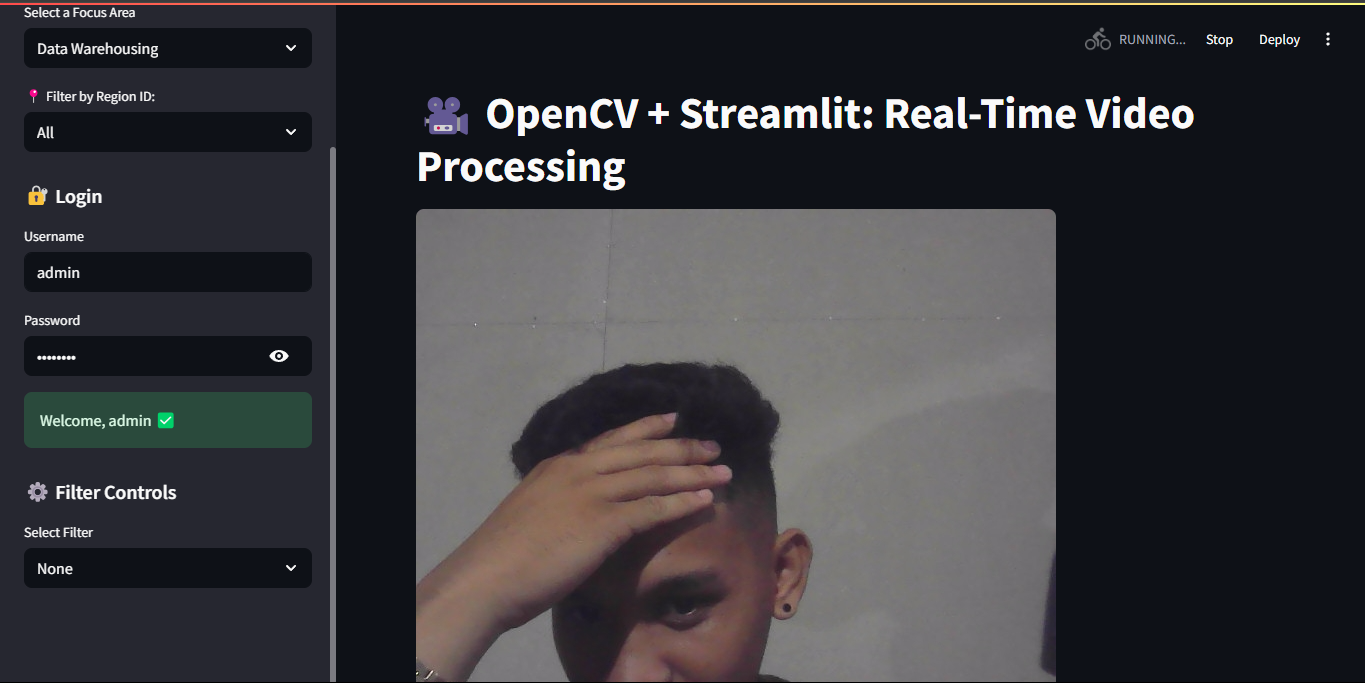 Select a Focus Area
Data Warehousing
Filter by Region ID:
All
Login
Username
admin
Password
••••••••
Welcome, admin
Filter Controls
Select Filter
None
RUNNING...
Stop
Deploy
OpenCV + Streamlit: Real-Time Video
Processing